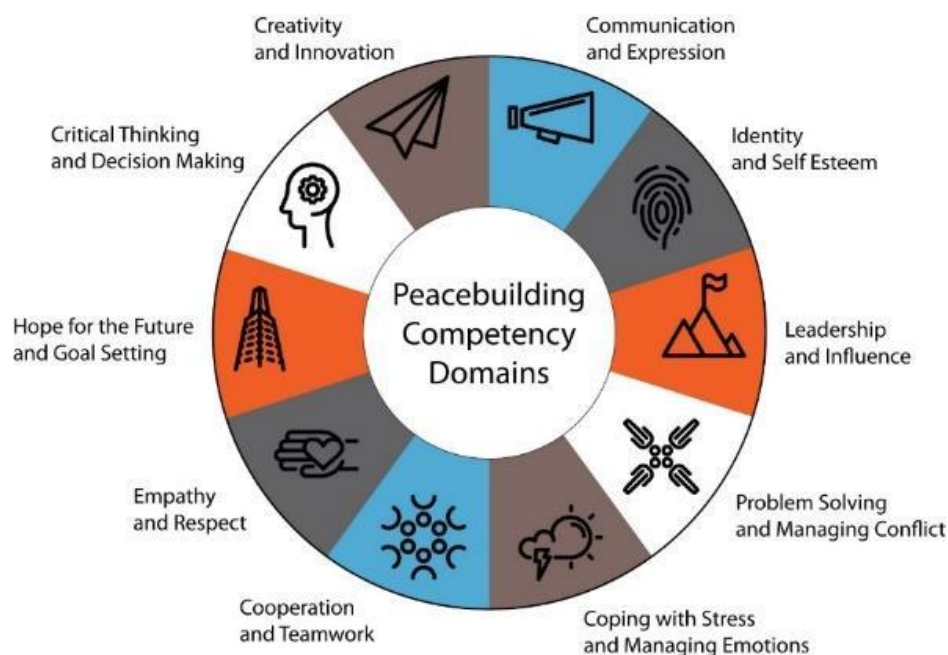 Creativity
and Innovation
Communication
and Expression
Critical Thinking
and Decision Making
Identity
and Self Esteem
Peacebuilding
Competency
Domains
Hope for the Future
and Goal Setting
Leadership
and Influence
Empathy
and Respect
Problem Solving
and Managing Conflict
Cooperation
and Teamwork
Coping with Stress
and Managing Emotions